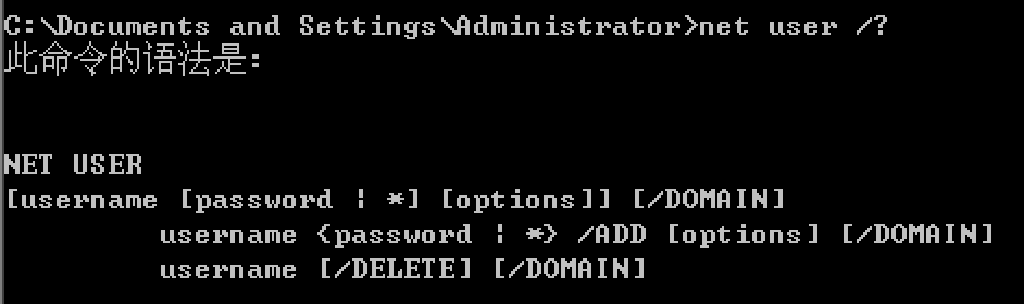 C:\Documents and Settings\Administrator>net user /?
此命令的语法是:
NET USER
[username [password | *] [options]] [/DOMAIN]
username {password | *} /ADD [options] [/DOMAIN]
username [/DELETE] [/DOMAIN]